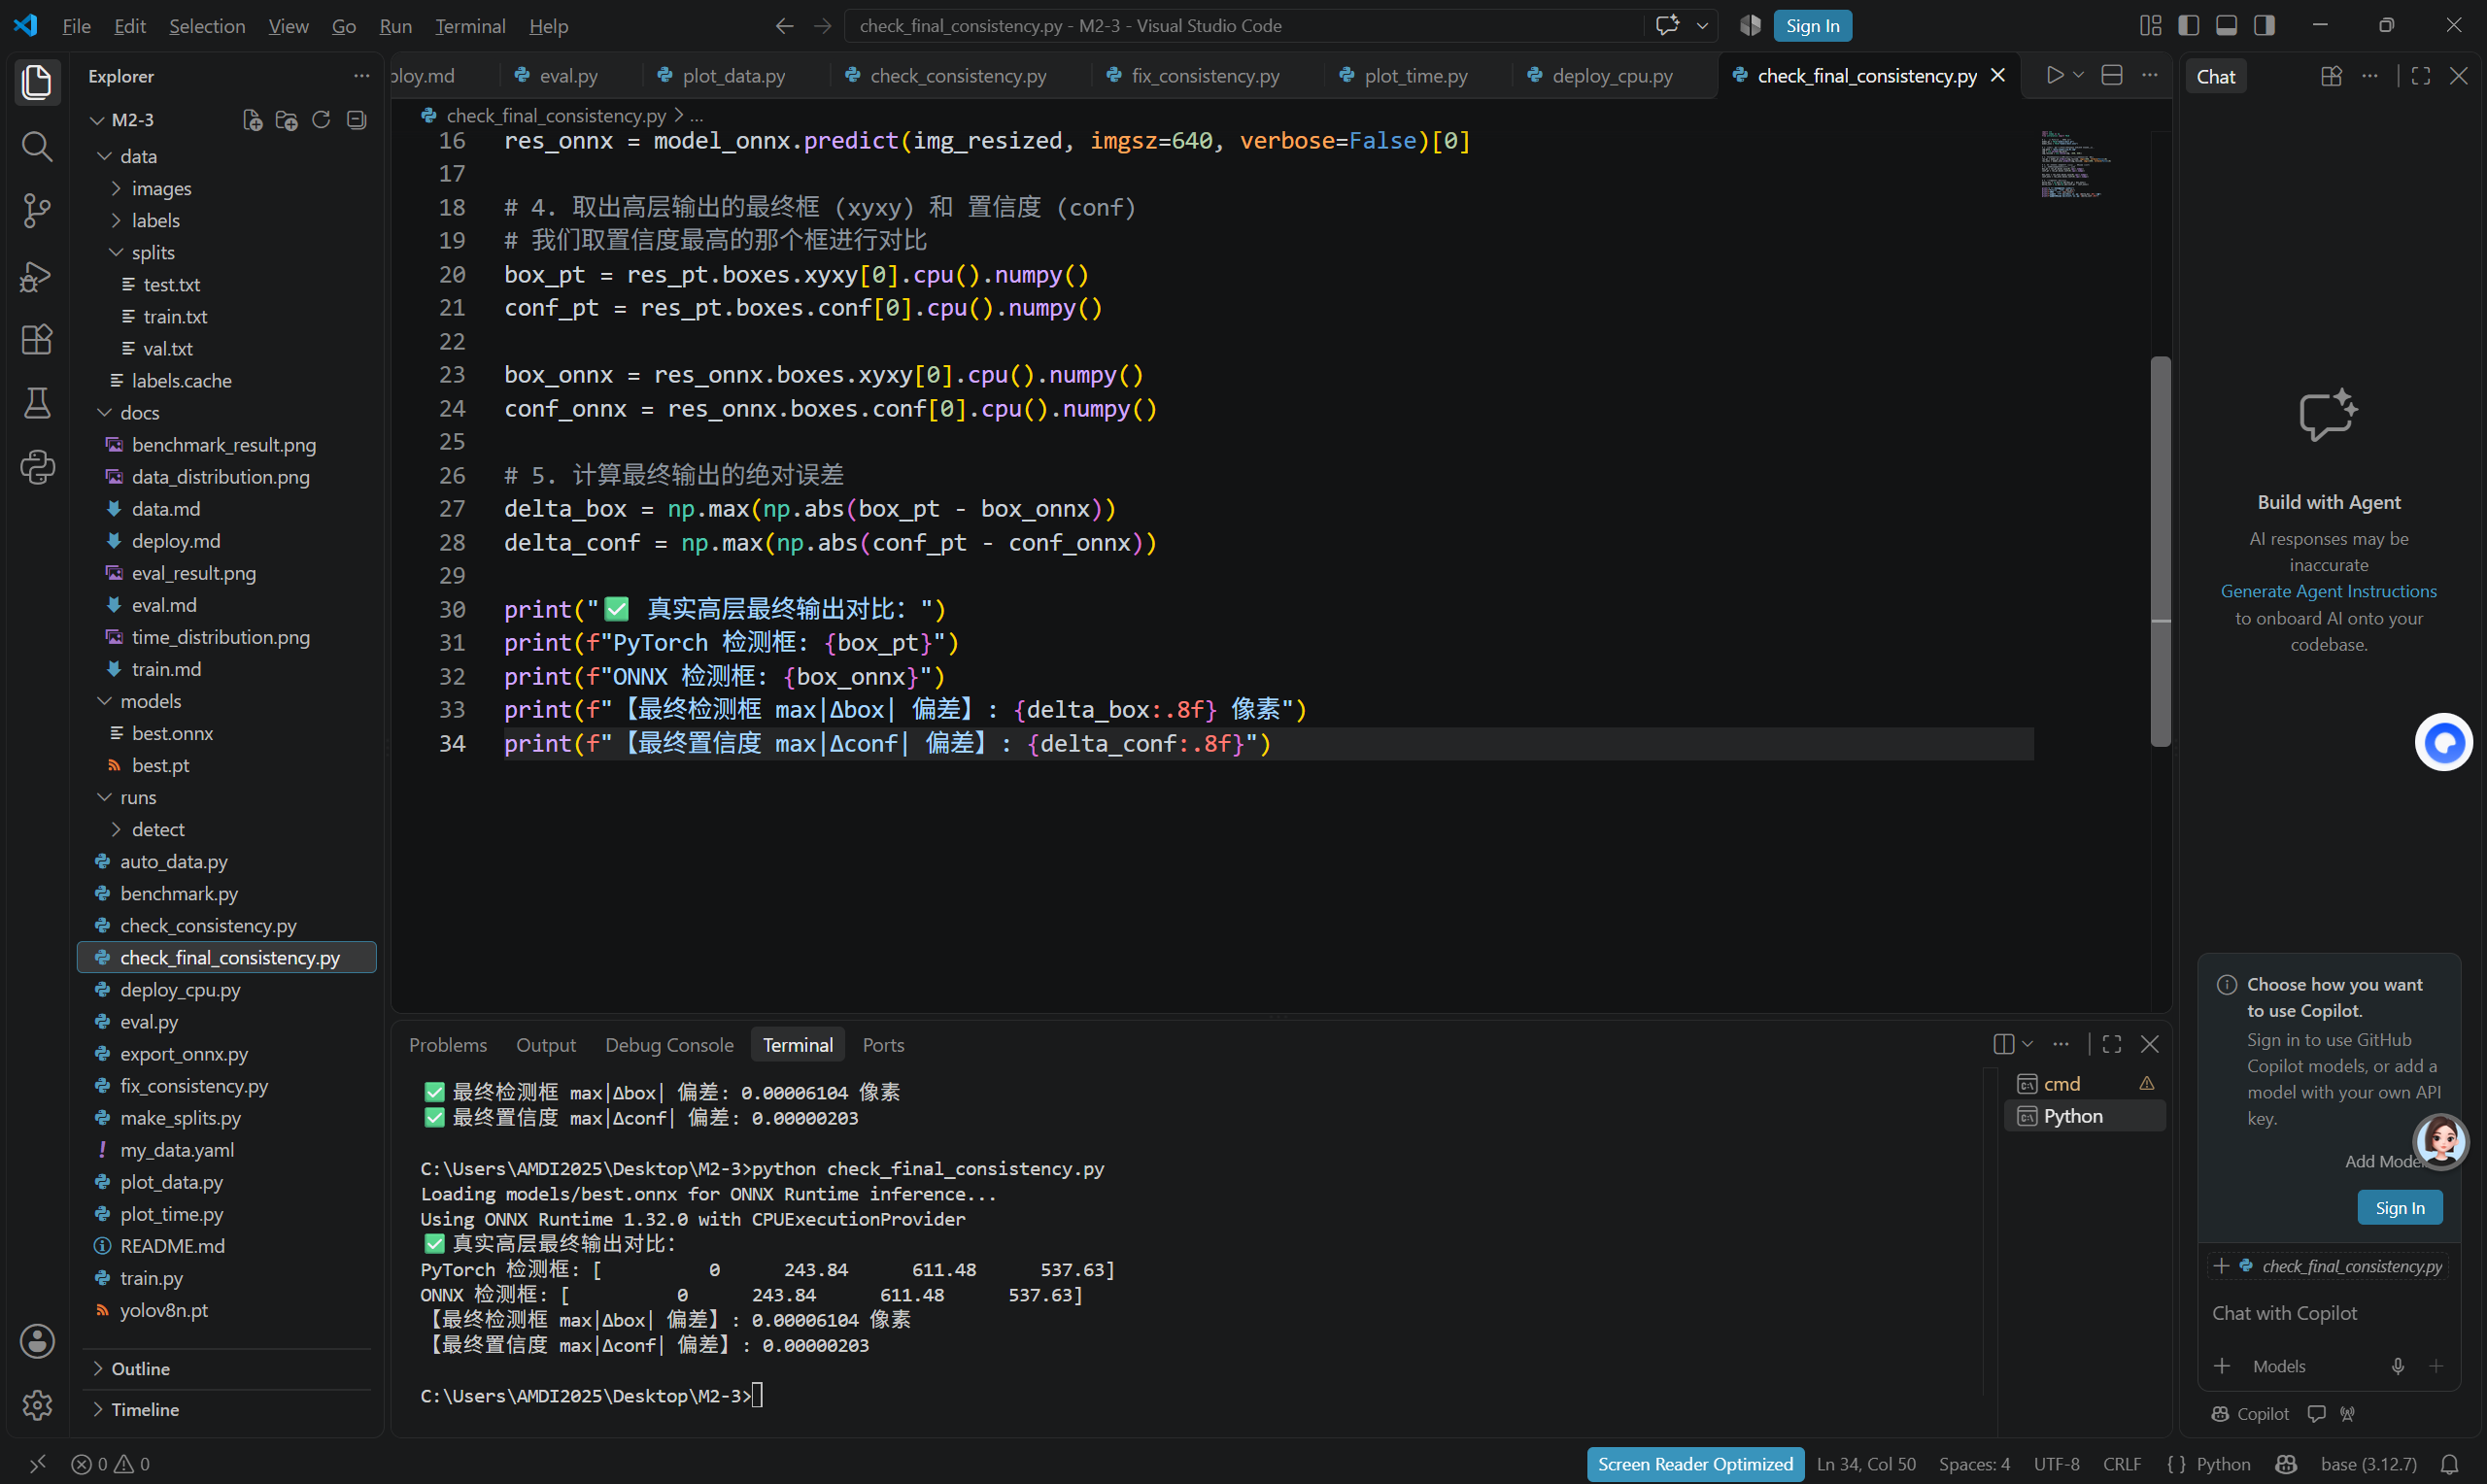 File Edit Selection View Go Run Terminal Help
check_final_consistency.py - M2-3 - Visual Studio Code
Sign In
Explorer
M2-3
data
images
labels
splits
test.txt
train.txt
val.txt
labels.cache
docs
benchmark_result.png
data_distribution.png
data.md
deploy.md
eval_result.png
eval.md
time_distribution.png
train.md
models
best.onnx
best.pt
runs
detect
auto_data.py
benchmark.py
check_consistency.py
check_final_consistency.py
deploy_cpu.py
eval.py
export_onnx.py
fix_consistency.py
make_splits.py
my_data.yaml
plot_data.py
plot_time.py
README.md
train.py
yolov8n.pt
Outline
Timeline
ploy.md eval.py plot_data.py check_consistency.py fix_consistency.py plot_time.py deploy_cpu.py check_final_consistency.py
check_final_consistency.py > ...
16 res_onnx = model_onnx.predict(img_resized, imgsz=640, verbose=False)[0]
17
18 # 4. 取出高层输出的最终框 (xyxy) 和 置信度 (conf)
19 # 我们取置信度最高的那个框进行对比
20 box_pt = res_pt.boxes.xyxy[0].cpu().numpy()
21 conf_pt = res_pt.boxes.conf[0].cpu().numpy()
22
23 box_onnx = res_onnx.boxes.xyxy[0].cpu().numpy()
24 conf_onnx = res_onnx.boxes.conf[0].cpu().numpy()
25
26 # 5. 计算最终输出的绝对误差
27 delta_box = np.max(np.abs(box_pt - box_onnx))
28 delta_conf = np.max(np.abs(conf_pt - conf_onnx))
29
30 print("✅ 真实高层最终输出对比：")
31 print(f"PyTorch 检测框: {box_pt}")
32 print(f"ONNX 检测框: {box_onnx}")
33 print(f"【最终检测框 max|Δbox| 偏差】: {delta_box:.8f} 像素")
34 print(f"【最终置信度 max|Δconf| 偏差】: {delta_conf:.8f}")
Problems Output Debug Console Terminal Ports
✅ 最终检测框 max|Δbox| 偏差: 0.00006104 像素
✅ 最终置信度 max|Δconf| 偏差: 0.00000203
C:\Users\AMDI2025\Desktop\M2-3>python check_final_consistency.py
Loading models/best.onnx for ONNX Runtime inference...
Using ONNX Runtime 1.32.0 with CPUExecutionProvider
✅ 真实高层最终输出对比：
PyTorch 检测框: [ 0 243.84 611.48 537.63]
ONNX 检测框: [ 0 243.84 611.48 537.63]
【最终检测框 max|Δbox| 偏差】: 0.00006104 像素
【最终置信度 max|Δconf| 偏差】: 0.00000203
C:\Users\AMDI2025\Desktop\M2-3>
cmd
Python
Chat
Build with Agent
AI responses may be
inaccurate
Generate Agent Instructions
to onboard AI onto your
codebase.
Choose how you want
to use Copilot.
Sign in to use GitHub
Copilot models, or add a
model with your own API
key.
Add Model
Sign In
check_final_consistency.py
Chat with Copilot
Models
Copilot
0 0
Screen Reader Optimized Ln 34, Col 50 Spaces: 4 UTF-8 CRLF { } Python base (3.12.7)